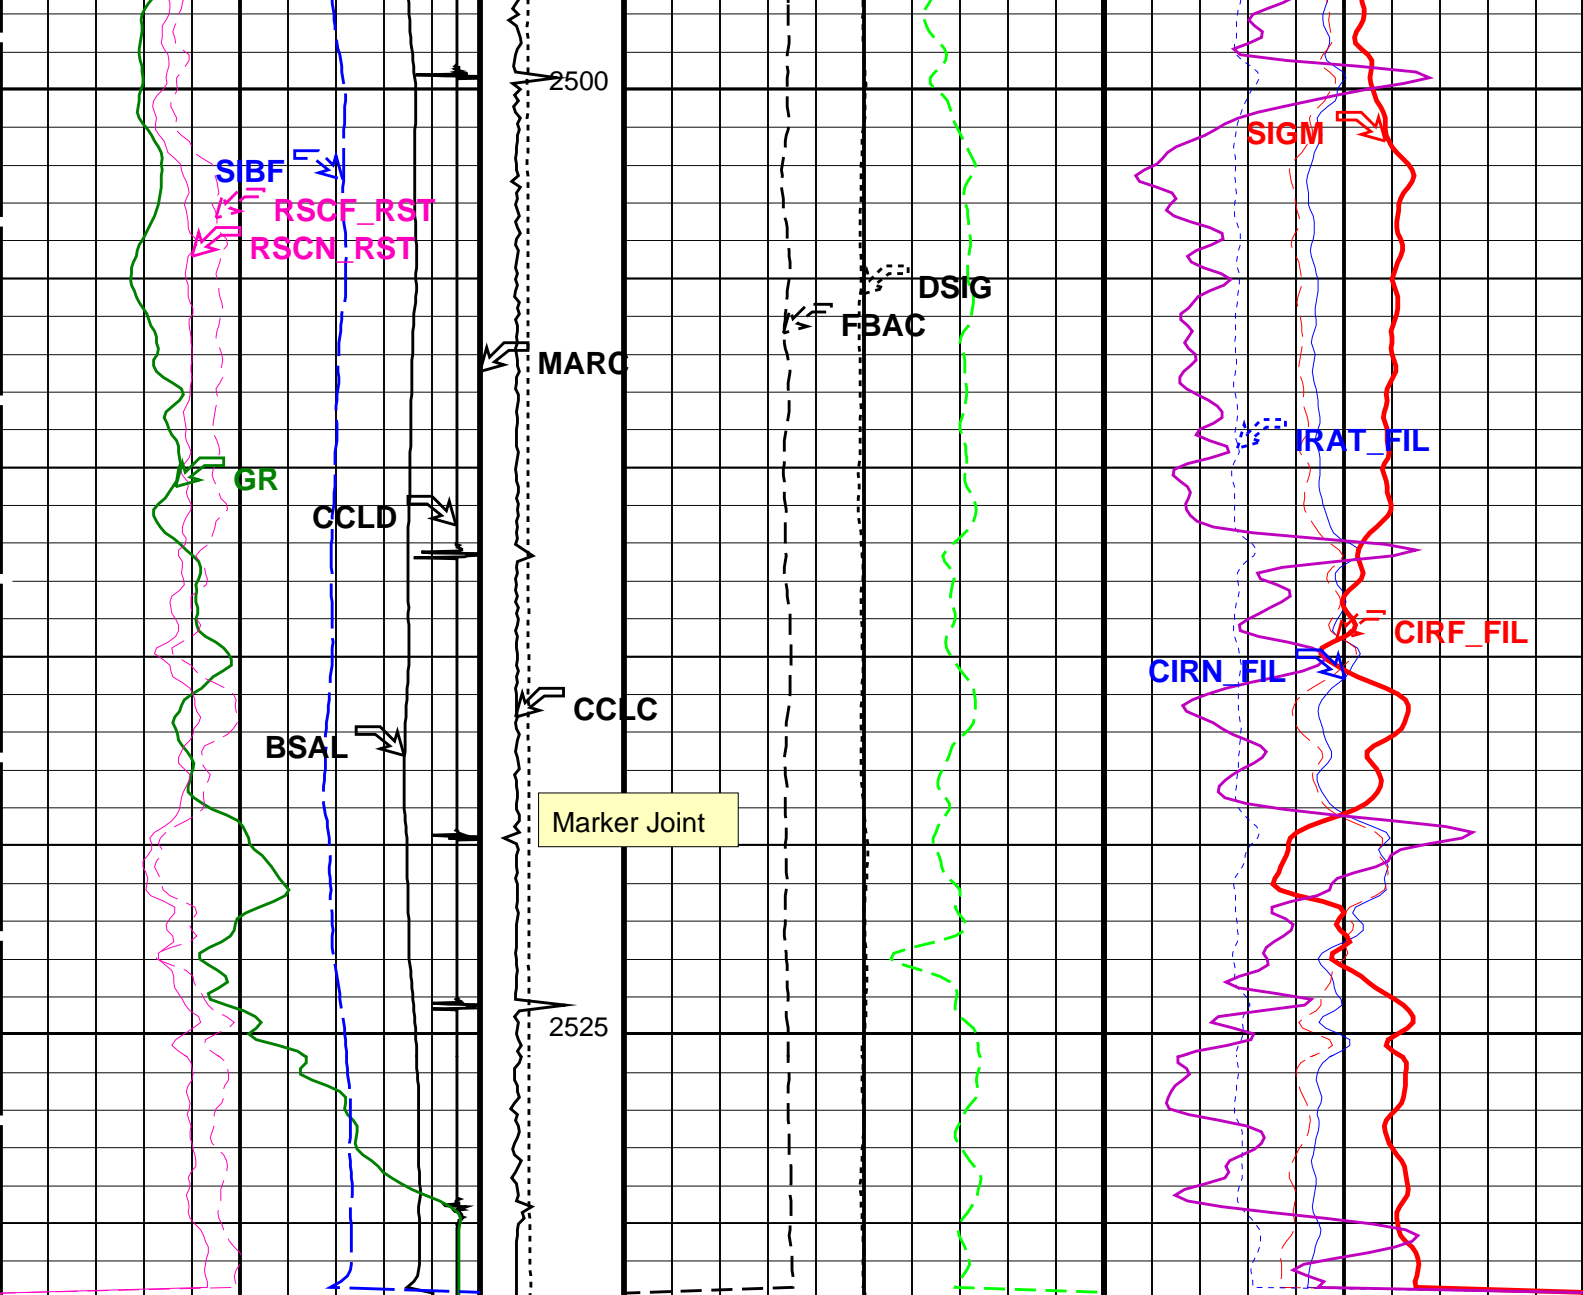 2500
SIGM
SIBF
RSCF_RST
RSCN_RST
DSIG
FBAC
MARC
IRAT_FIL
GR
CCLD
CIRF_FIL
CIRN_FIL
CCLC
BSAL
Marker Joint
2525